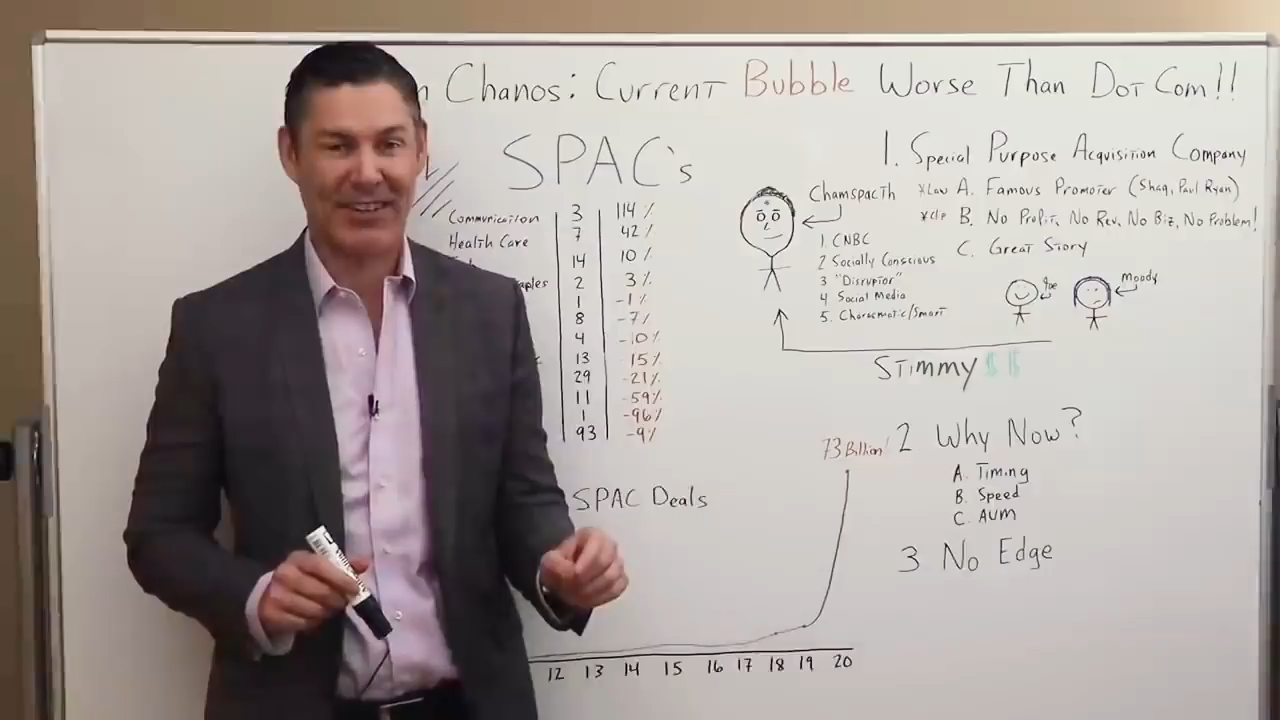 n Chanos: Current Bubble Worse Than Dot Com!!
SPAC's
Communication 3 114%
Health Care 7 42%
14 10%
2 3%
1 -1%
8 -7%
4 -10%
13 15%
29 -21%
11 -59%
1 -96%
93 -9%
SPAC Deals
73 Billion!
12 13 14 15 16 17 18 19 20
Chamspacth
1. CNBC
2 Socially Conscious
3 "Disruptor"
4 Social Media
5. Charasmatic/Smart
1. Special Purpose Acquisition Company
*Law A. Famous Promoter (Shaq, Paul Ryan)
B. No Profit, No Rev, No Biz, No Problem!
C. Great Story
Joe
Moody
Stimmy $ $
2 Why Now?
A. Timing
B. Speed
C. AUM
3 No Edge